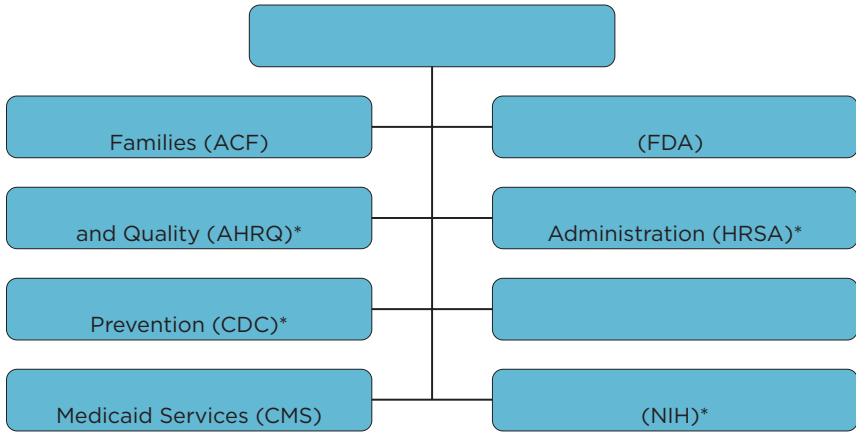 Families (ACF)
(FDA)
and Quality (AHRQ)*
Administration (HRSA)*
Prevention (CDC)*
Medicaid Services (CMS)
(NIH)*